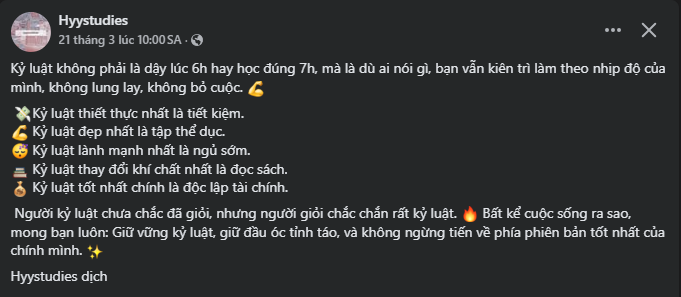 Hyystudies
21 tháng 3 lúc 10:00 SA ·
Kỷ luật không phải là dậy lúc 6h hay học đúng 7h, mà là dù ai nói gì, bạn vẫn kiên trì làm theo nhịp độ của
mình, không lung lay, không bỏ cuộc. 💪
💸Kỷ luật thiết thực nhất là tiết kiệm.
💪 Kỷ luật đẹp nhất là tập thể dục.
😴 Kỷ luật lành mạnh nhất là ngủ sớm.
📚 Kỷ luật thay đổi khí chất nhất là đọc sách.
💰 Kỷ luật tốt nhất chính là độc lập tài chính.
Người kỷ luật chưa chắc đã giỏi, nhưng người giỏi chắc chắn rất kỷ luật. 🔥 Bất kể cuộc sống ra sao,
mong bạn luôn: Giữ vững kỷ luật, giữ đầu óc tỉnh táo, và không ngừng tiến về phía phiên bản tốt nhất của
chính mình. ✨
Hyystudies dịch